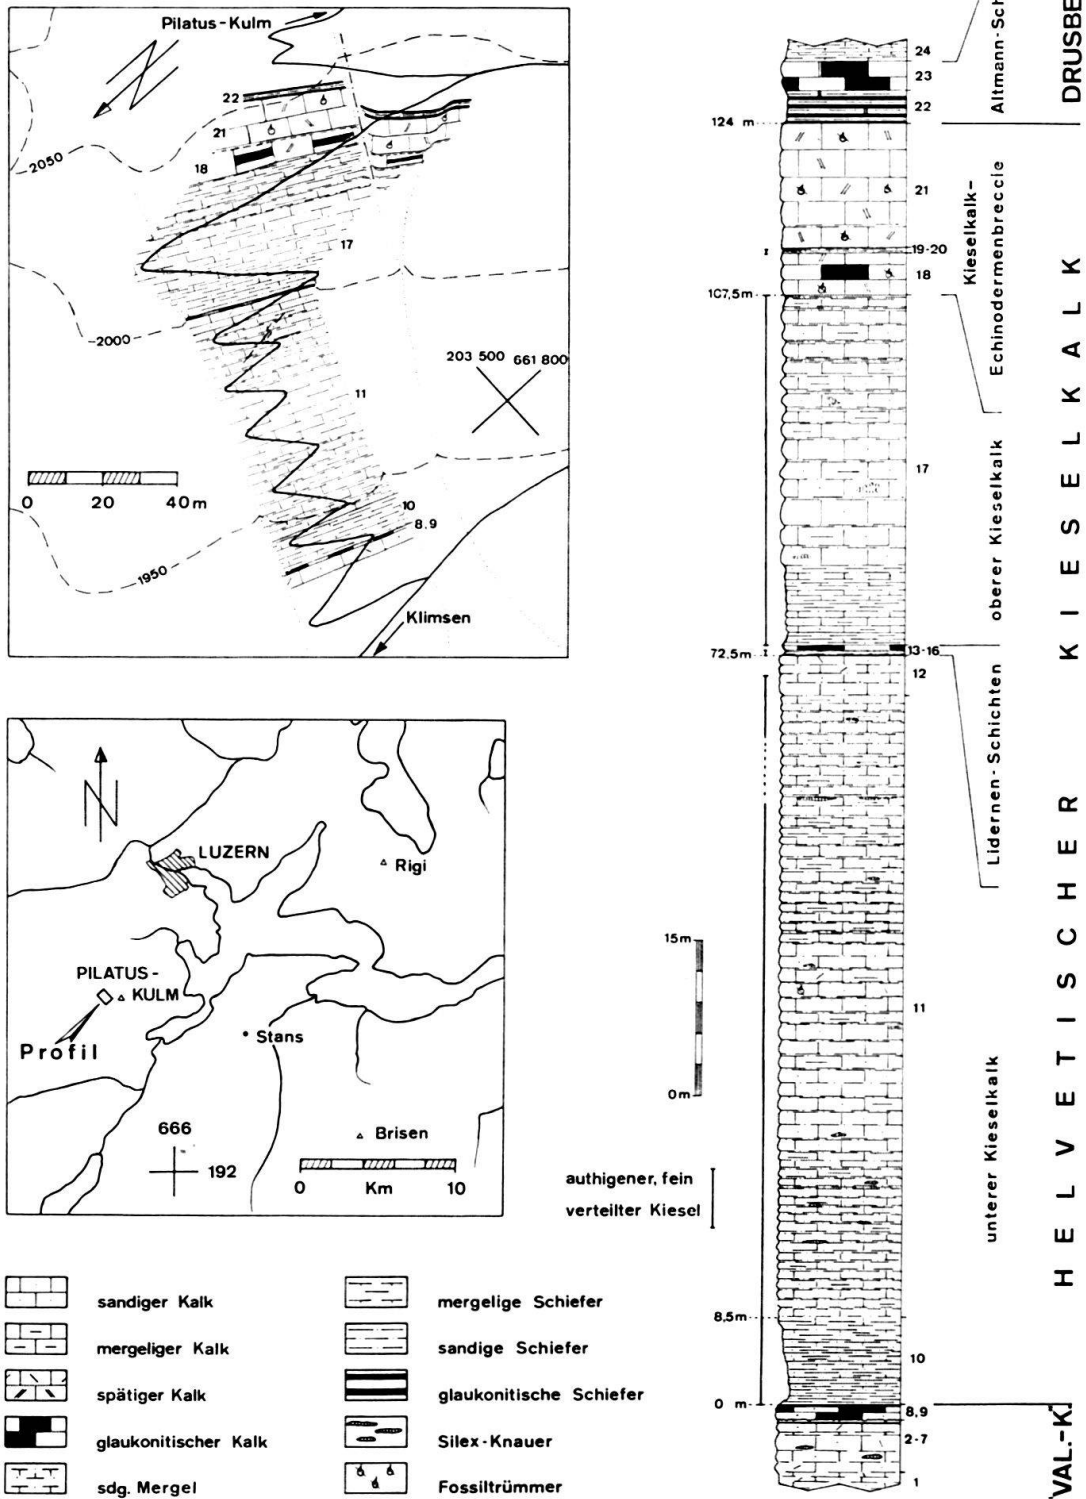 Pilatus-Kulm
22
21
18
2050
17
2000
203 500 661 800
11
0 20 40 m
10
8.9
1950
Klimsen
LUZERN
Rigi
PILATUS-
KULM
Profil
Stans
Brisen
666
192
0 Km 10
sandiger Kalk
mergeliger Kalk
spätiger Kalk
glaukonitischer Kalk
sdg. Mergel
mergelige Schiefer
sandige Schiefer
glaukonitische Schiefer
Silex-Knauer
Fossiltrümmer
authigener, fein
verteilter Kiesel
15m
0m
24
23
22
124 m
21
19-20
18
107,5m
17
13-16
72.5m
12
11
8,5m
10
0 m
8,9
2-7
1
Altmann-Sch
Kieselkalk-
Echinodermenbreccie
oberer Kieselkalk
Lidernen-Schichten
unterer Kieselkalk
DRUSBE
HELVETISCHER KIESELKALK
VAL.-K.